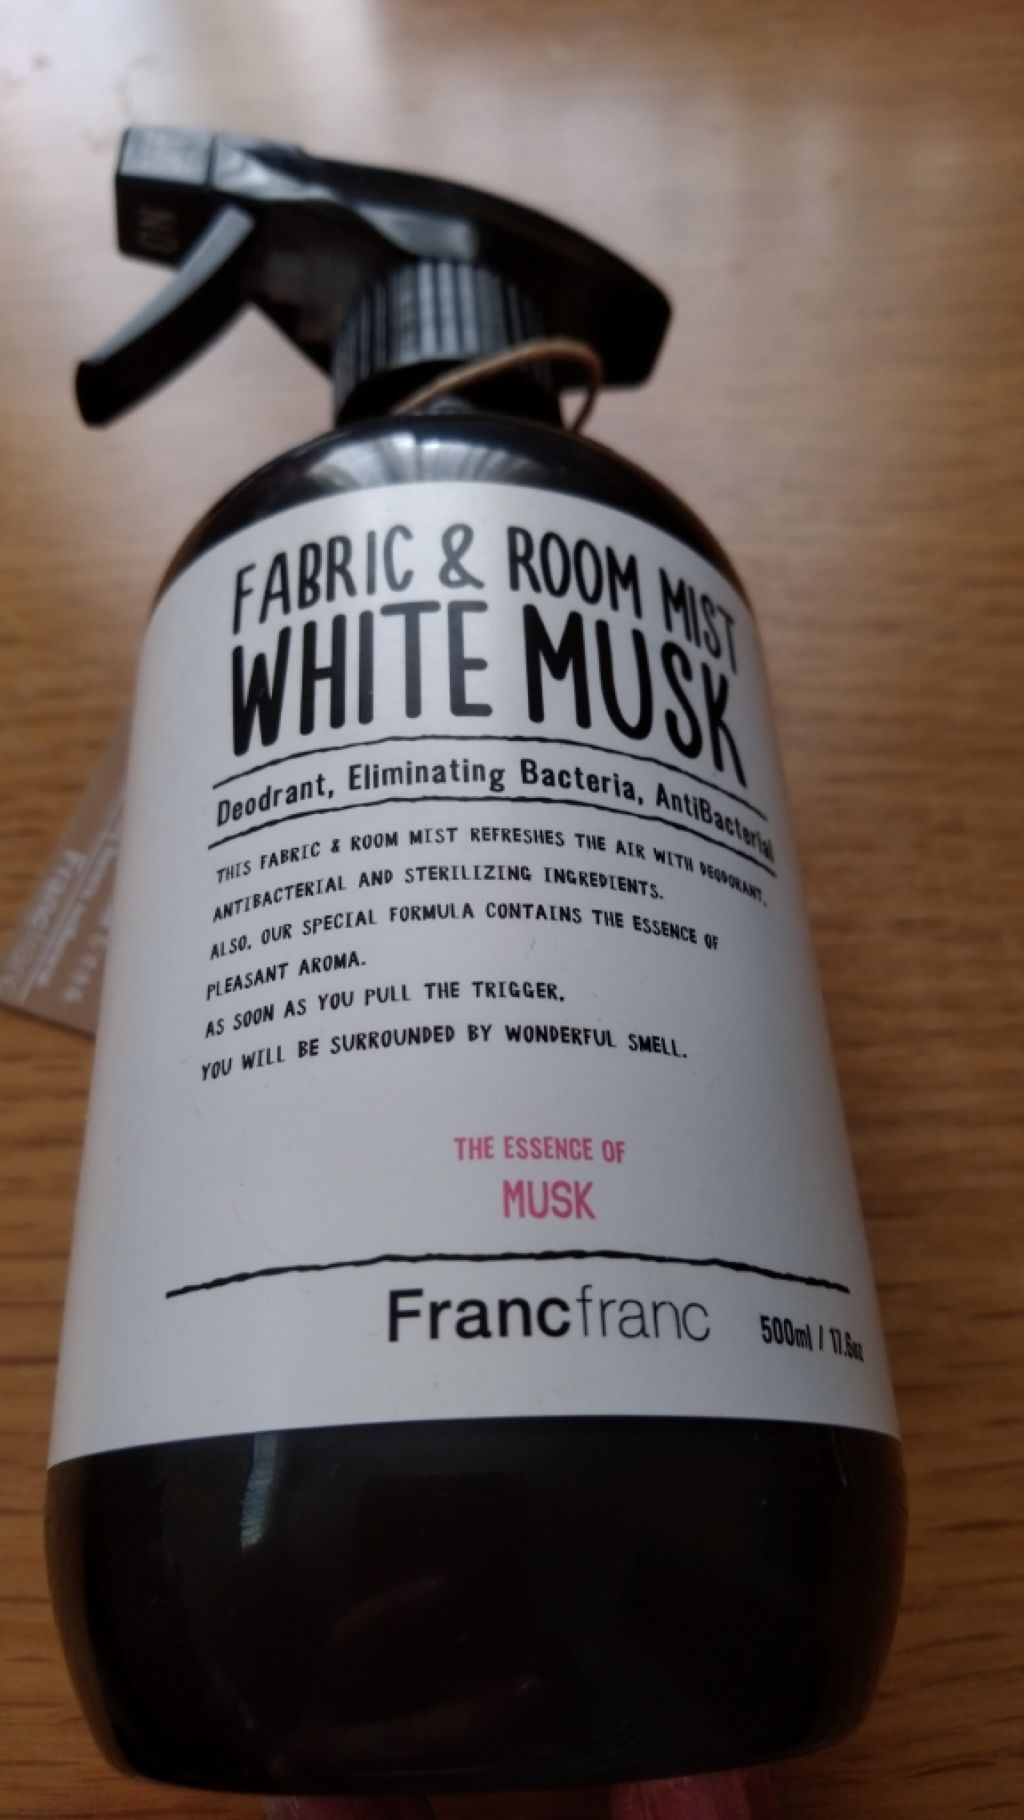 ON
FABRIC & ROOM MIST
WHITE MUSK
Deodrant, Eliminating Bacteria, AntiBacterial
THIS FABRIC & ROOM MIST REFRESHES THE AIR WITH DEODORANT,
ANTIBACTERIAL AND STERILIZING INGREDIENTS.
ALSO, OUR SPECIAL FORMULA CONTAINS THE ESSENCE OF
PLEASANT AROMA.
AS SOON AS YOU PULL THE TRIGGER,
YOU WILL BE SURROUNDED BY WONDERFUL SMELL.
THE ESSENCE OF
MUSK
Francfranc
500ml / 17.6oz
Francfranc